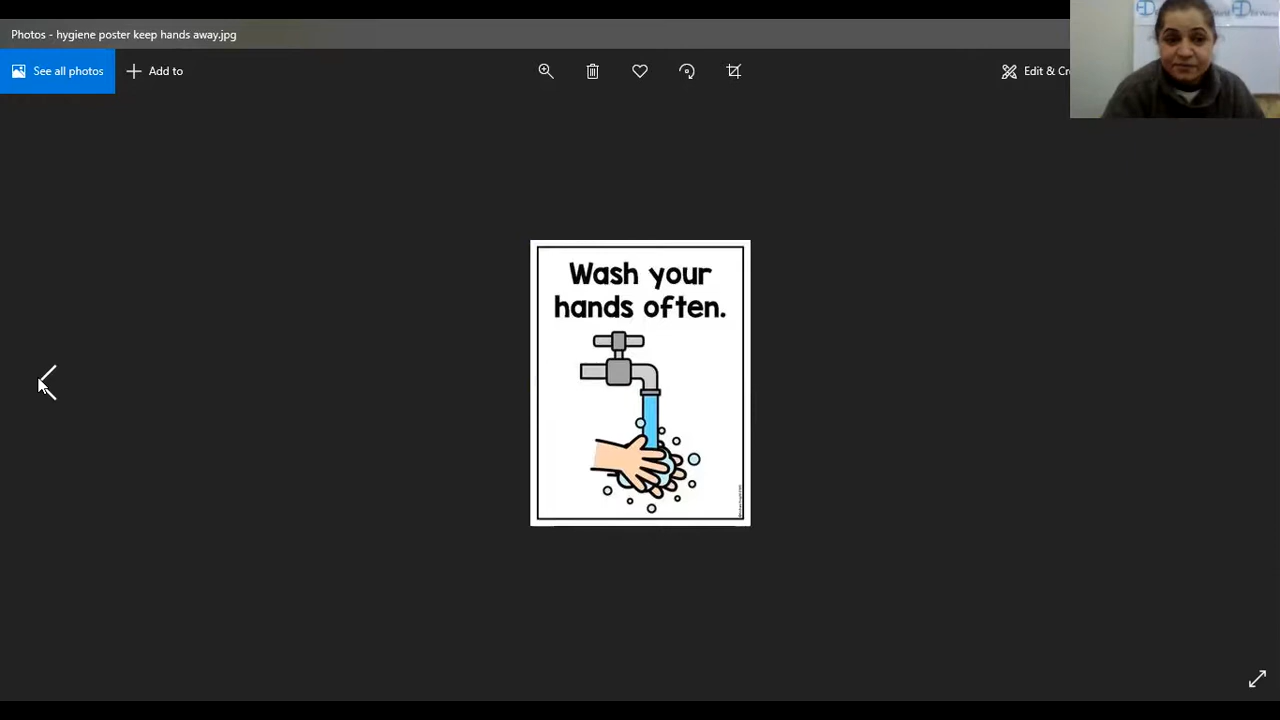 Photos - hygiene poster keep hands away.jpg
See all photos
Add to
Edit & Cr
Wash your
hands often.